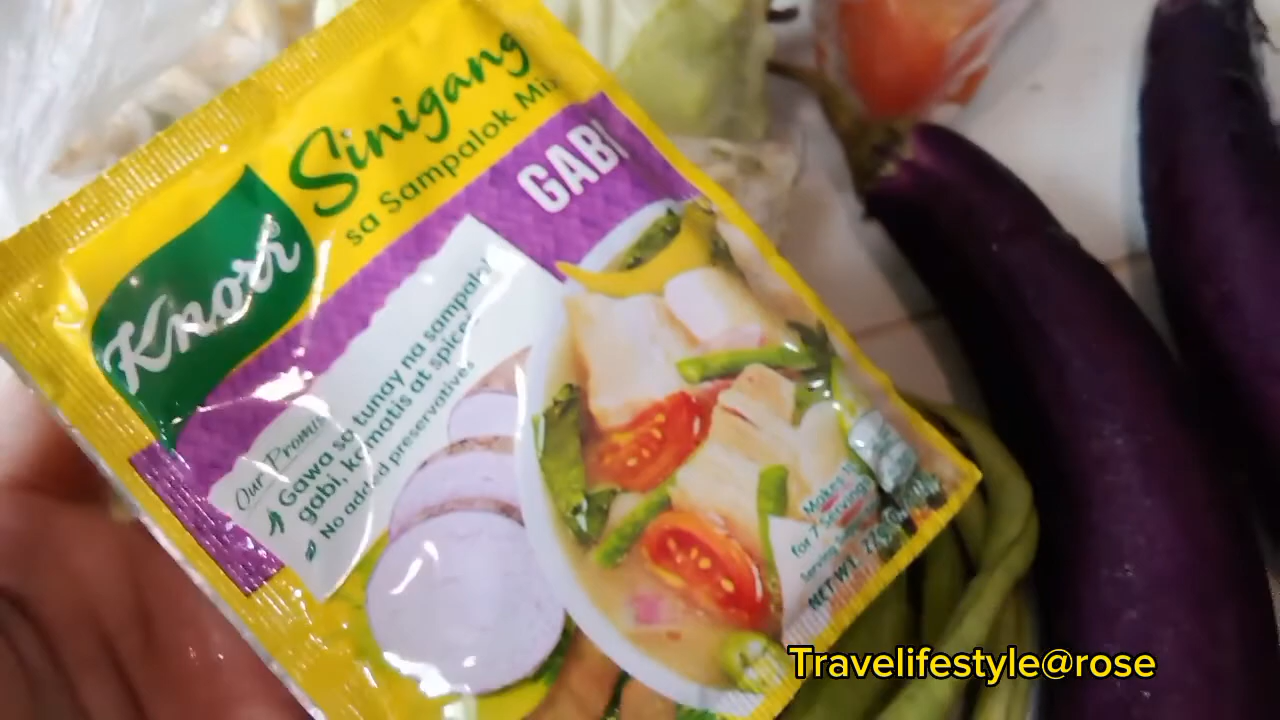 Sinigang
sa Sampalok Mix
GABI
Knorr
Our Promise
Gawa sa tunay na sampalok,
gabi, kamatis at spices
No added preservatives
Makes
for 7 Servings
NET WT.
Travelifestyle@rose